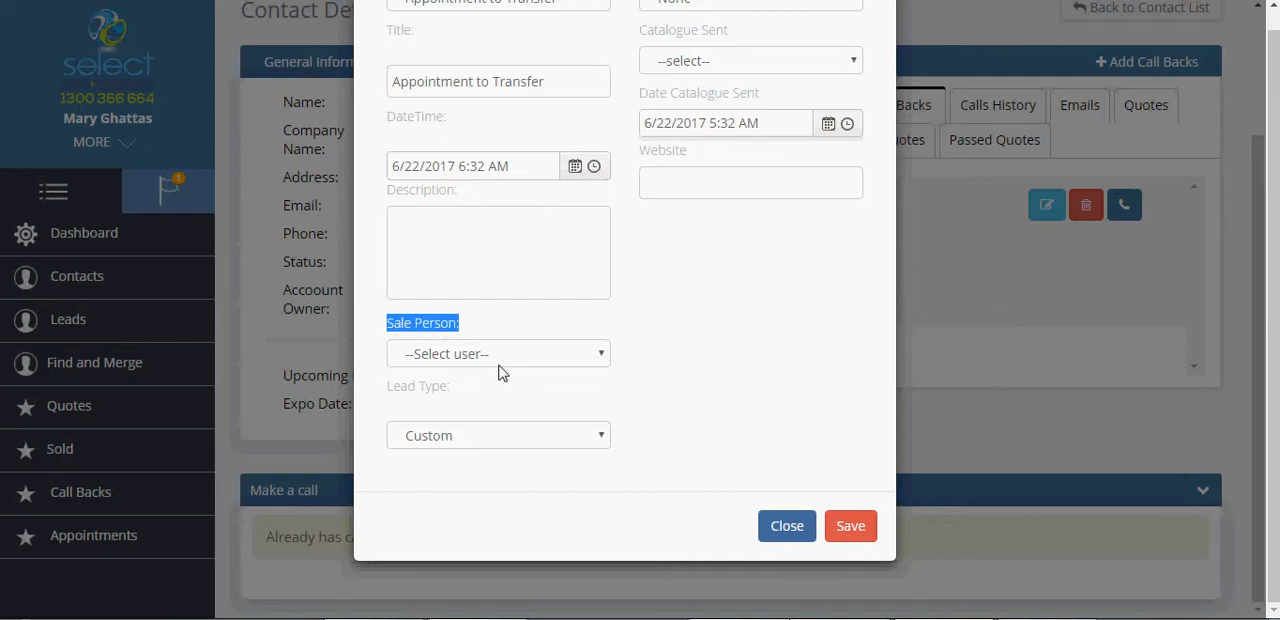 Contact De
Back to Contact List
select
1300 366 664
Mary Ghattas
MORE
1
Dashboard
Contacts
Leads
Find and Merge
Quotes
Sold
Call Backs
Appointments
General Inform
Name:
Company
Name:
Address:
Email:
Phone:
Status:
Account
Owner:
Upcoming
Expo Date:
Make a call
Already has ca
Appointment to Transfer
Title:
Appointment to Transfer
DateTime:
6/22/2017 6:32 AM
Description:
Sale Person:
--Select user--
Lead Type:
Custom
None
Catalogue Sent
--select--
Date Catalogue Sent
6/22/2017 5:32 AM
Website
Close
Save
Add Call Backs
Backs
Calls History
Emails
Quotes
uotes
Passed Quotes